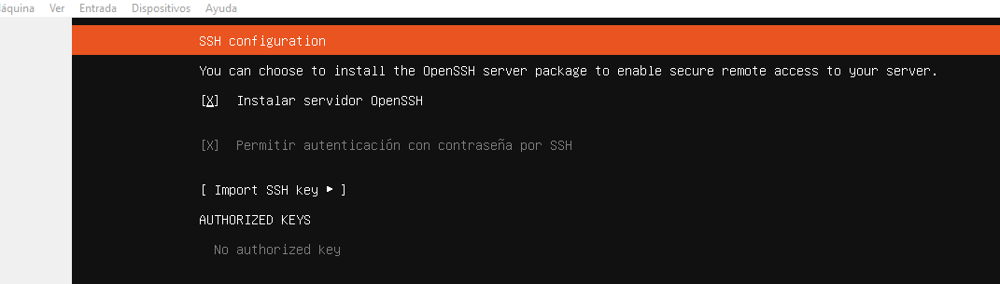 áquina Ver Entrada Dispositivos Ayuda
SSH configuration
You can choose to install the OpenSSH server package to enable secure remote access to your server.
[X] Instalar servidor OpenSSH
[X] Permitir autenticación con contraseña por SSH
[ Import SSH key ▸ ]
AUTHORIZED KEYS
No authorized key